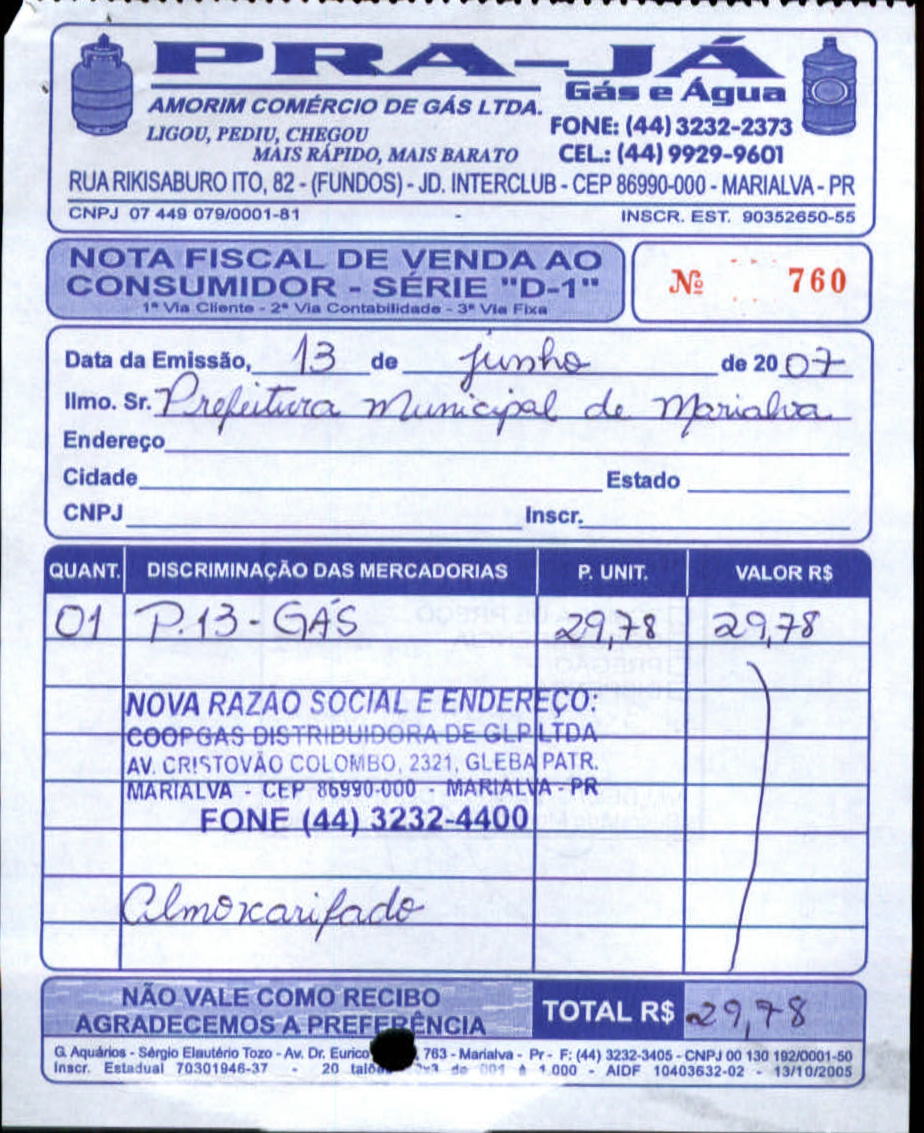 PRA-JÁ
Gás e Água
AMORIM COMÉRCIO DE GÁS LTDA.
LIGOU, PEDIU, CHEGOU
MAIS RÁPIDO, MAIS BARATO
FONE: (44) 3232-2373
CEL.: (44) 9929-9601
RUA RIKISABURO ITO, 82 - (FUNDOS) - JD. INTERCLUB - CEP 86990-000 - MARIALVA - PR
CNPJ 07 449 079/0001-81 - INSCR. EST. 90352650-55
NOTA FISCAL DE VENDA AO
CONSUMIDOR - SÉRIE "D-1"
1ª Via Cliente - 2ª Via Contabilidade - 3ª Via Fixa
Nº 760
Data da Emissão, 13 de junho de 2007
Ilmo. Sr. Prefeitura Municipal de Marialva
Endereço
Cidade Estado
CNPJ Inscr.
QUANT. DISCRIMINAÇÃO DAS MERCADORIAS P. UNIT. VALOR R$
01 P.13 - GÁS 29,78 29,78
NOVA RAZAO SOCIAL E ENDEREÇO:
COOPGAS DISTRIBUIDORA DE GLP LTDA
AV. CRISTOVÃO COLOMBO, 2321, GLEBA PATR.
MARIALVA - CEP 86990-000 - MARIALVA - PR
FONE (44) 3232-4400
Almoxarifado
NÃO VALE COMO RECIBO
AGRADECEMOS A PREFERÊNCIA
TOTAL R$ 29,78
G. Aquários - Sérgio Elautério Tozo - Av. Dr. Eurico 763 - Marialva - Pr - F: (44) 3232-3405 - CNPJ 00 130 192/0001-50
Inscr. Estadual 70301946-37 - 20 talões de 001 à 1.000 - AIDF 10403632-02 - 13/10/2005